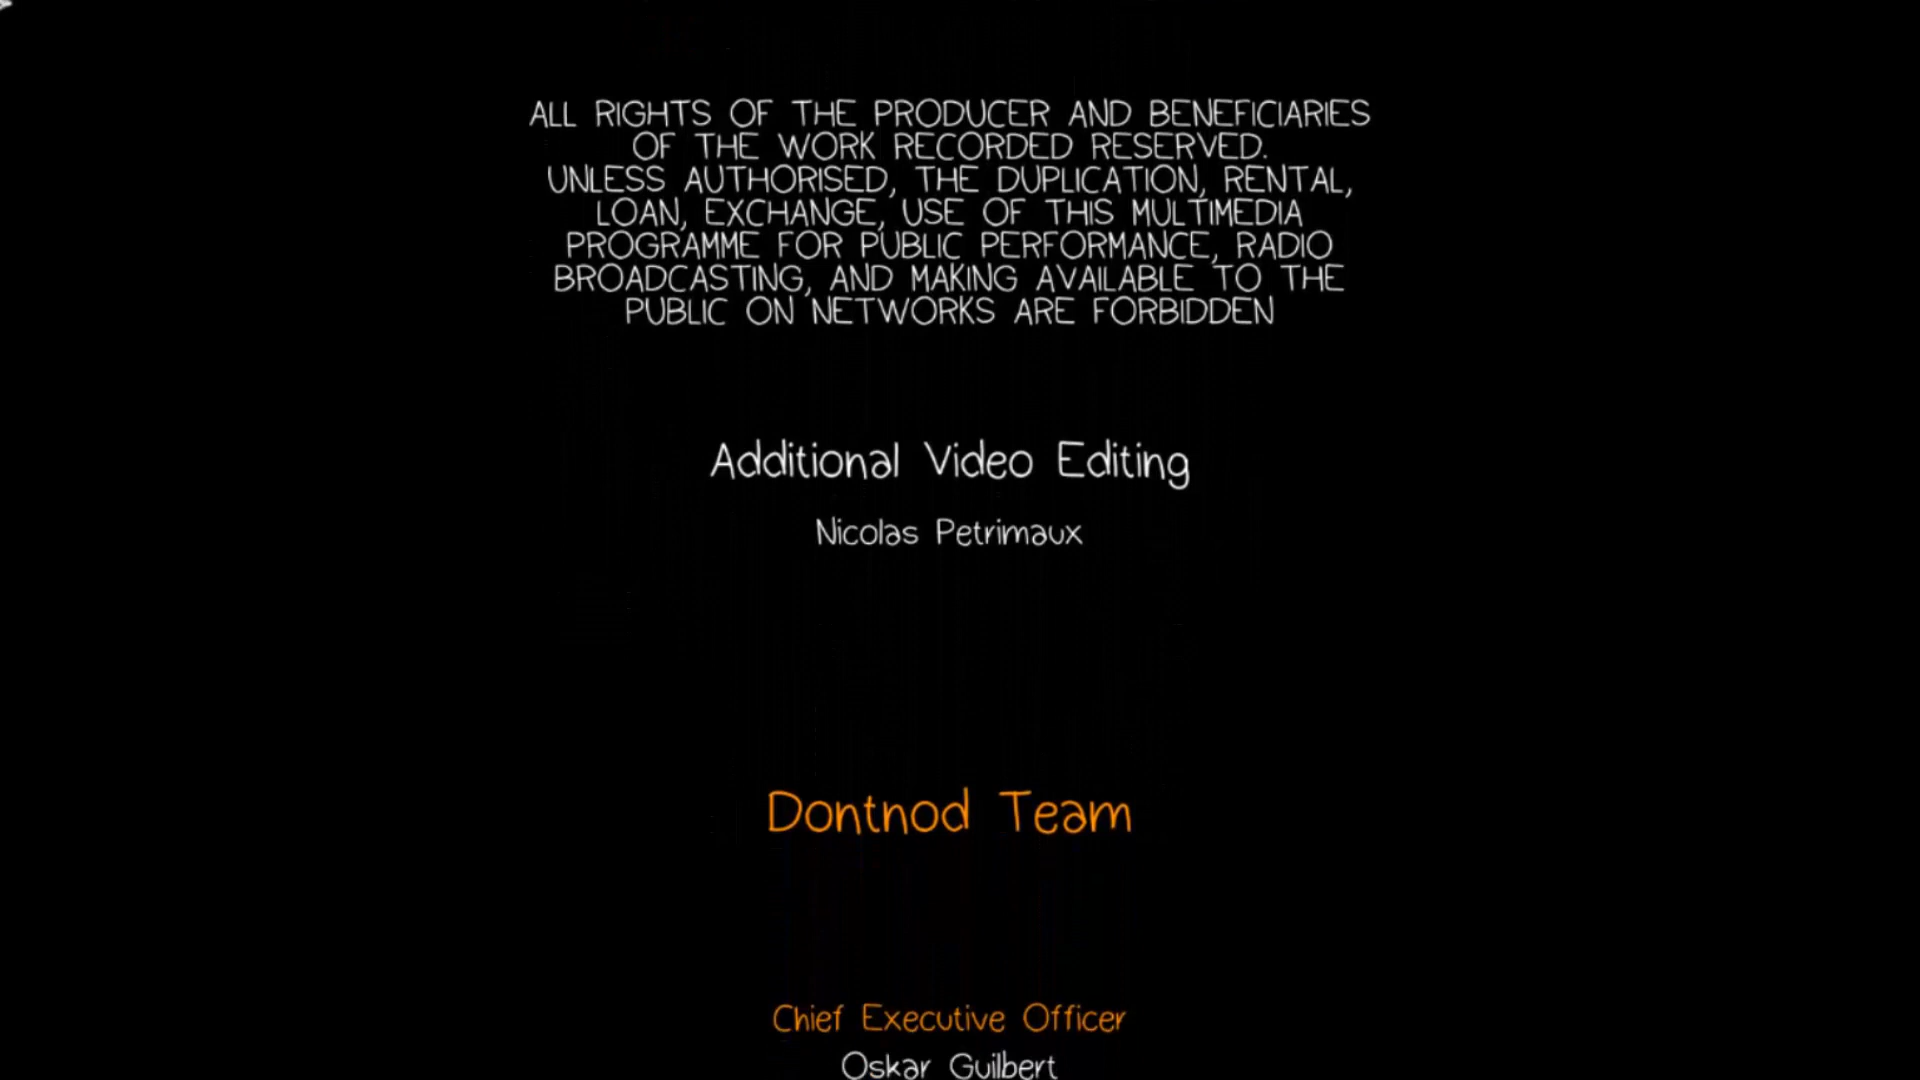 ALL RIGHTS OF THE PRODUCER AND BENEFICIARIES
OF THE WORK RECORDED RESERVED.
UNLESS AUTHORISED, THE DUPLICATION, RENTAL,
LOAN, EXCHANGE, USE OF THIS MULTIMEDIA
PROGRAMME FOR PUBLIC PERFORMANCE, RADIO
BROADCASTING, AND MAKING AVAILABLE TO THE
PUBLIC ON NETWORKS ARE FORBIDDEN
Additional Video Editing
Nicolas Petrimaux
Dontnod Team
Chief Executive Officer
Oskar Guilbert